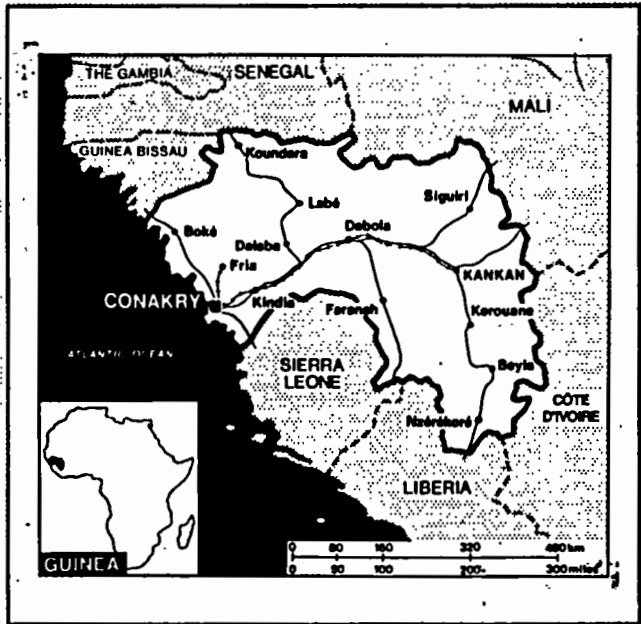 THE GAMBIA
SENEGAL
MALI
GUINEA BISSAU
Koundara
Labé
Siguiri
Dabola
Boké
Dalaba
Fria
KANKAN
CONAKRY
Kindia
Faranah
Kerouane
ATLANTIC OCEAN
SIERRA
LEONE
Beyla
CÔTE
D'IVOIRE
Nzérékoré
LIBERIA
GUINEA
0 80 160 320 480 km
0 50 100 200 300 miles